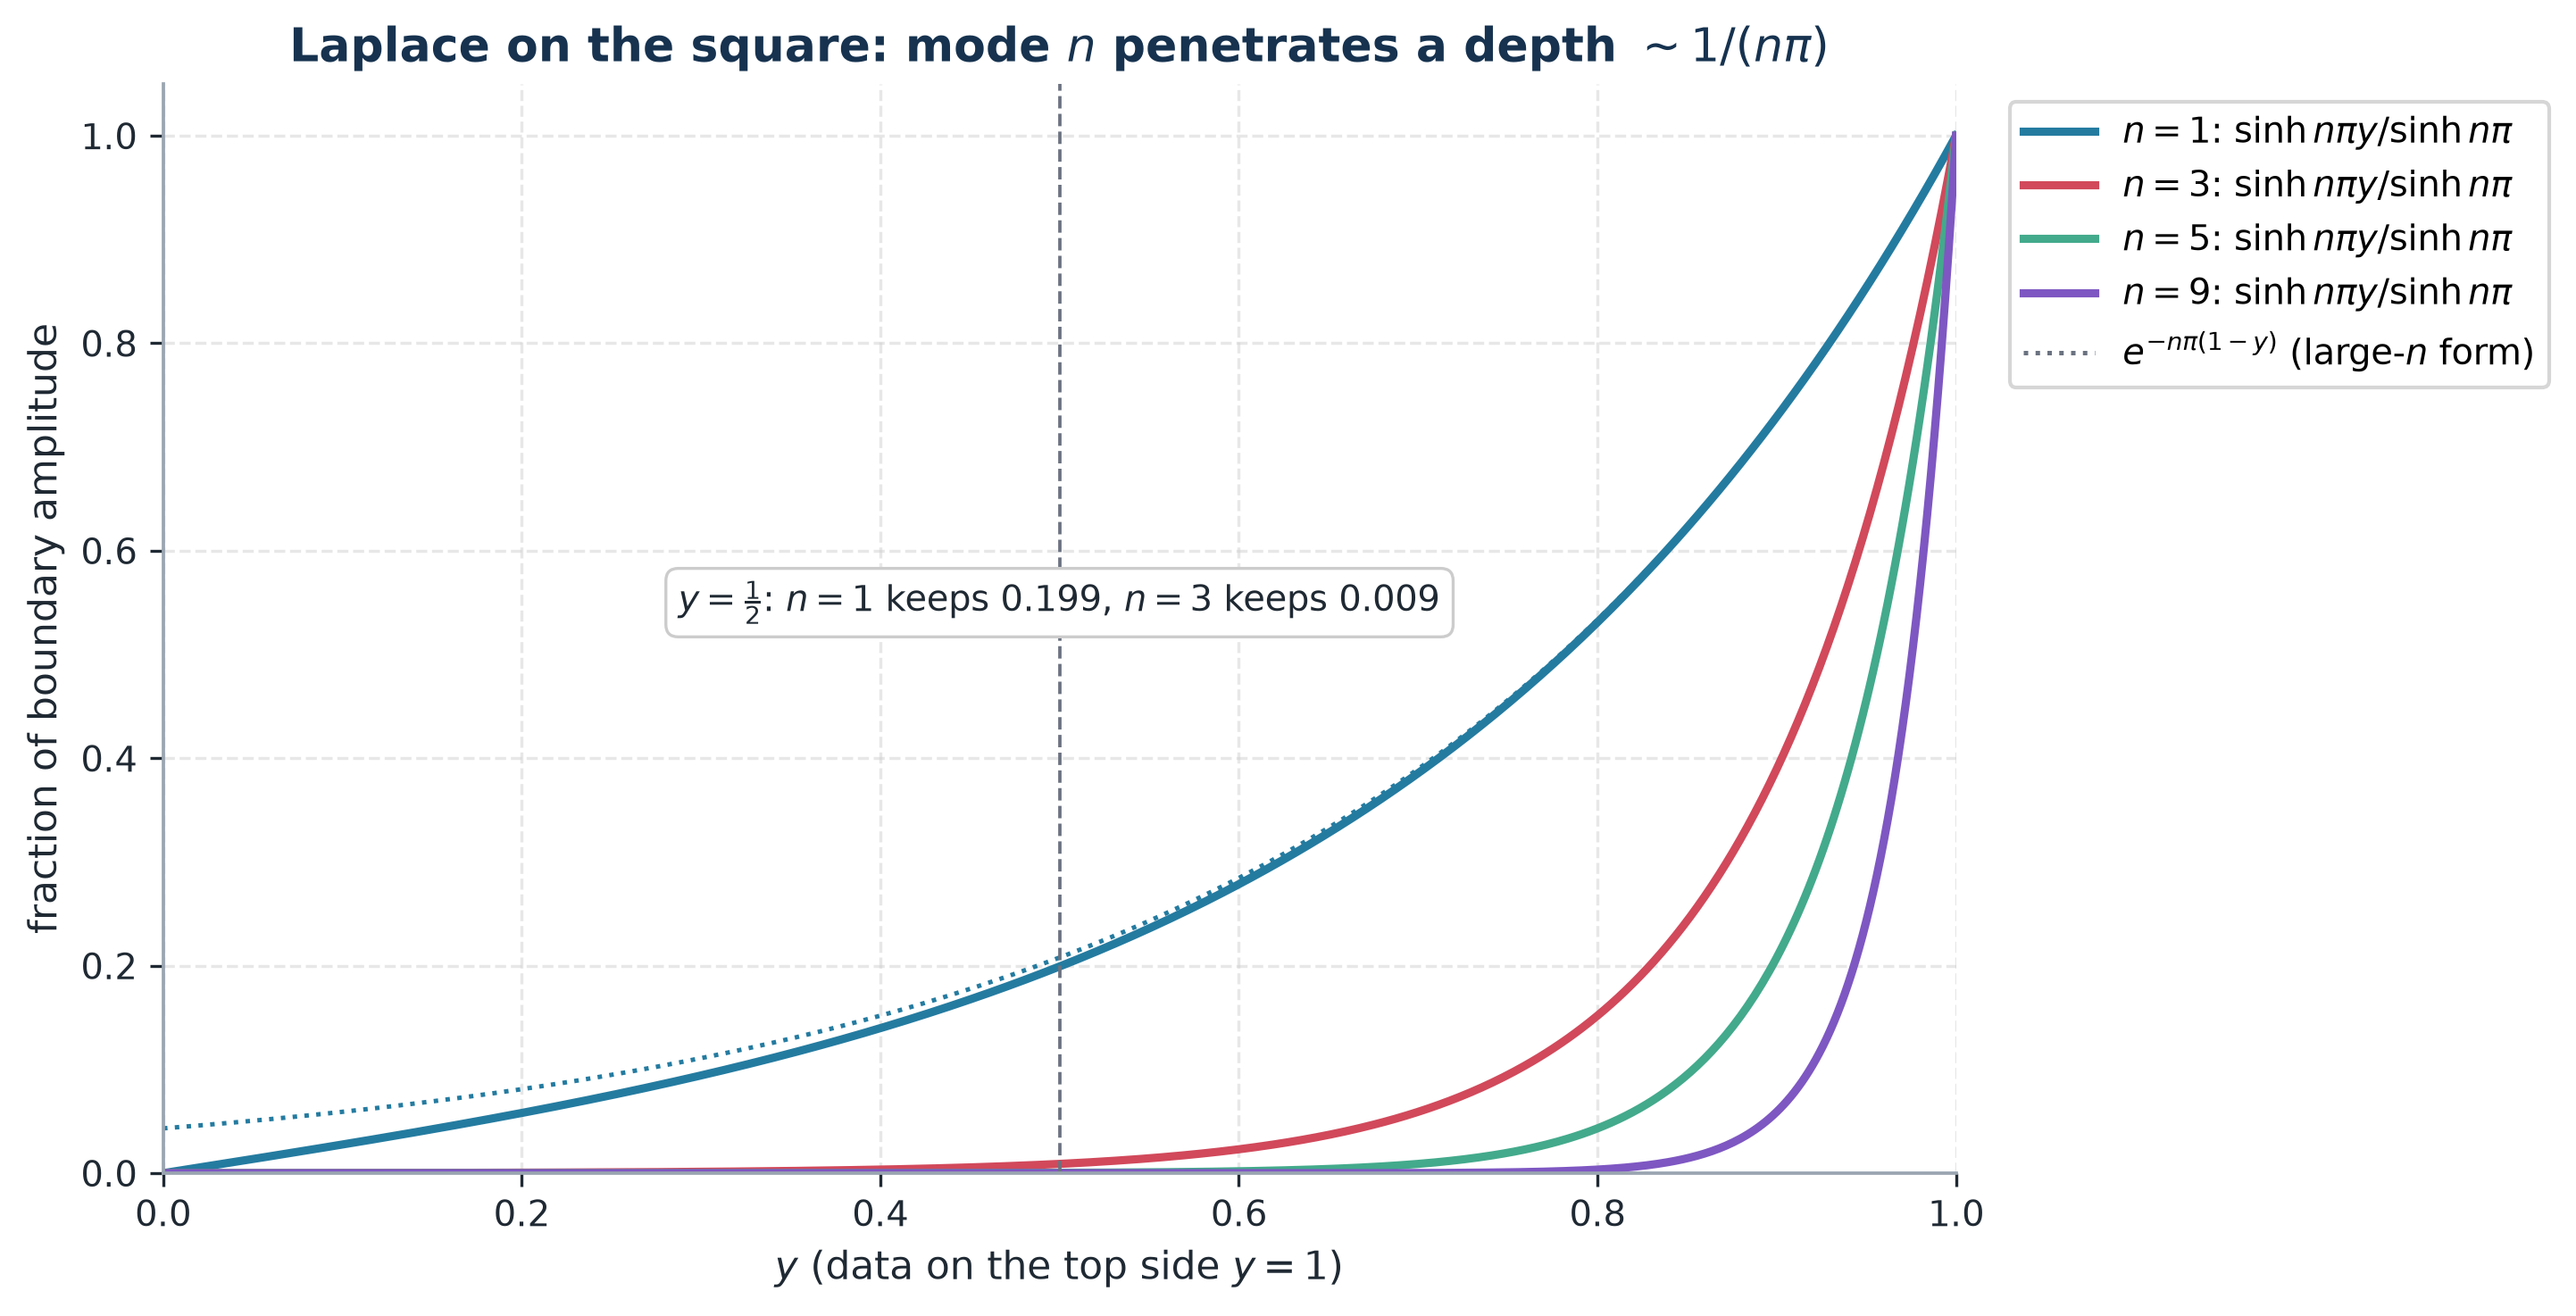 Laplace on the square: mode n penetrates a depth ~ 1/(nπ)
fraction of boundary amplitude
1.0
0.8
0.6
0.4
0.2
0.0
y = 1/2: n = 1 keeps 0.199, n = 3 keeps 0.009
0.0 0.2 0.4 0.6 0.8 1.0
y (data on the top side y = 1)
n = 1: sinh nπy/sinh nπ
n = 3: sinh nπy/sinh nπ
n = 5: sinh nπy/sinh nπ
n = 9: sinh nπy/sinh nπ
e^{−nπ(1−y)} (large-n form)